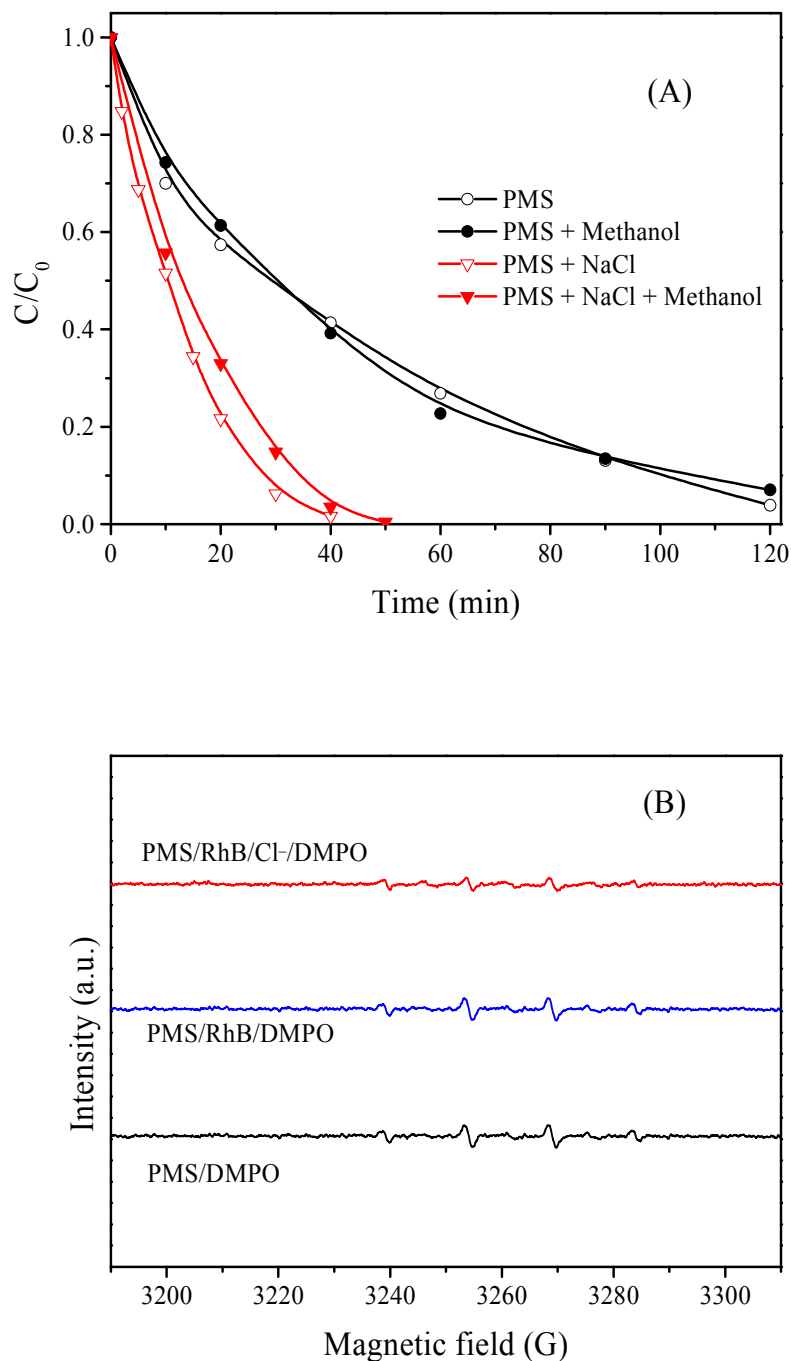 (A)
1.0
0.8
0.6
0.4
0.2
0.0
C/C₀
PMS
PMS + Methanol
PMS + NaCl
PMS + NaCl + Methanol
0 20 40 60 80 100 120
Time (min)
(B)
PMS/RhB/Cl⁻/DMPO
PMS/RhB/DMPO
PMS/DMPO
Intensity (a.u.)
3200 3220 3240 3260 3280 3300
Magnetic field (G)